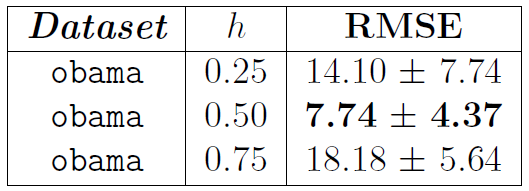 Dataset h RMSE
obama 0.25 14.10 ± 7.74
obama 0.50 7.74 ± 4.37
obama 0.75 18.18 ± 5.64